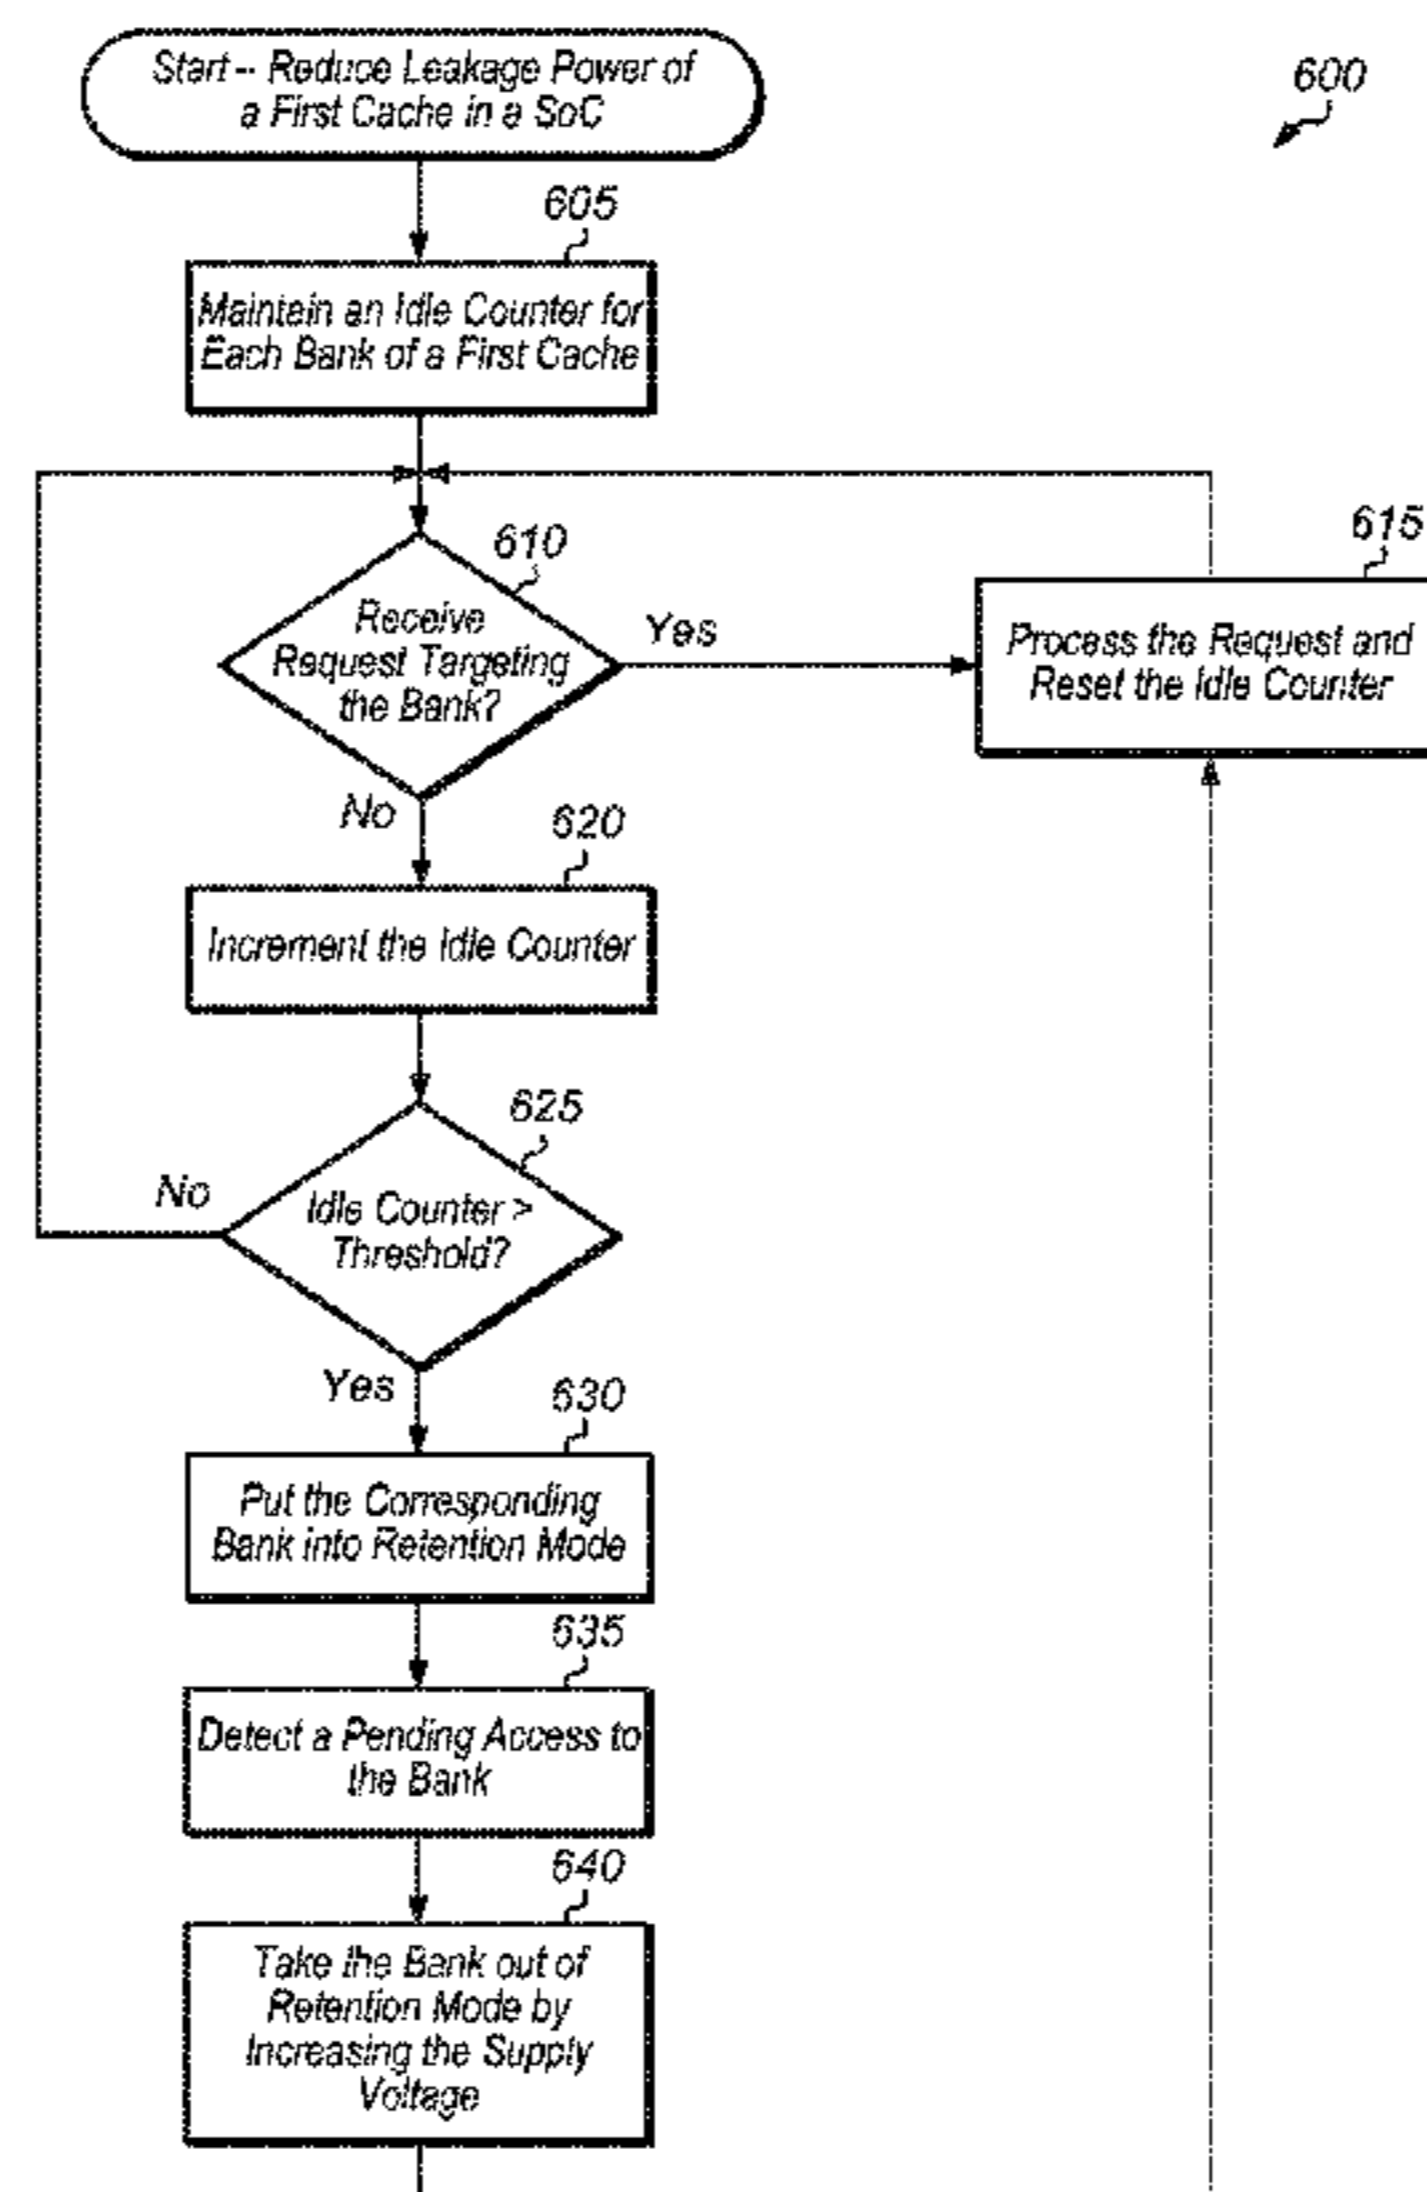 Start -- Reduce Leakage Power of
a First Cache in a SoC
600
605
Maintain an Idle Counter for
Each Bank of a First Cache
610
Receive
Request Targeting
the Bank?
Yes
615
Process the Request and
Reset the Idle Counter
No
620
Increment the Idle Counter
625
Idle Counter >
Threshold?
No
Yes
630
Put the Corresponding
Bank into Retention Mode
635
Detect a Pending Access to
the Bank
640
Take the Bank out of
Retention Mode by
Increasing the Supply
Voltage